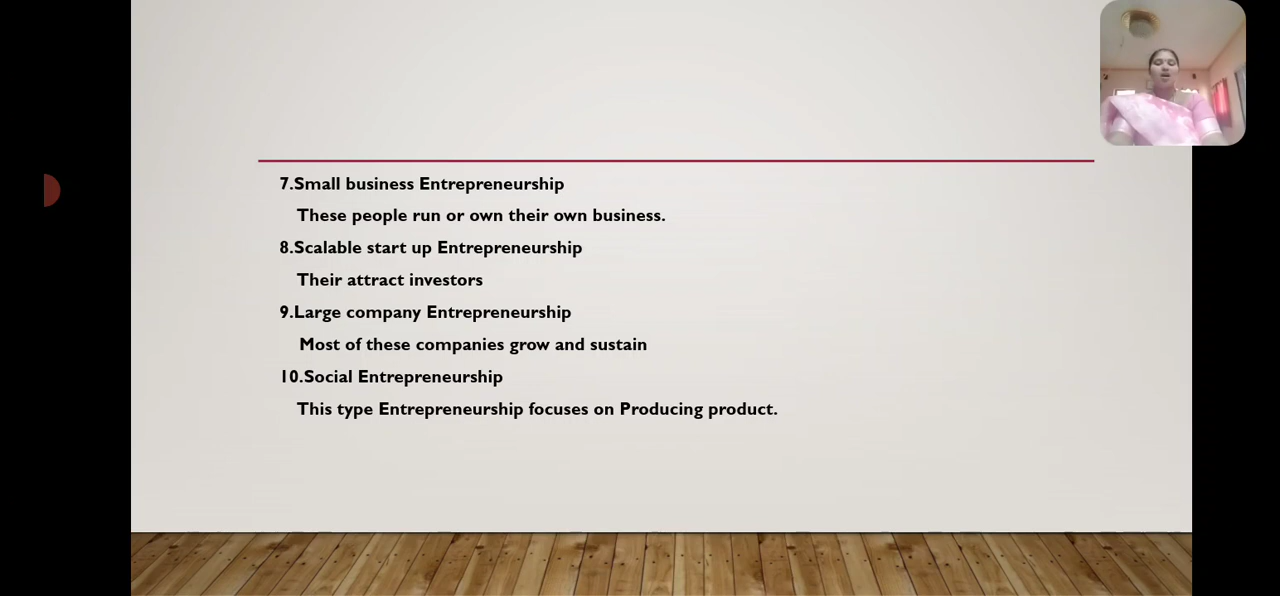 7.Small business Entrepreneurship
These people run or own their own business.
8.Scalable start up Entrepreneurship
Their attract investors
9.Large company Entrepreneurship
Most of these companies grow and sustain
10.Social Entrepreneurship
This type Entrepreneurship focuses on Producing product.